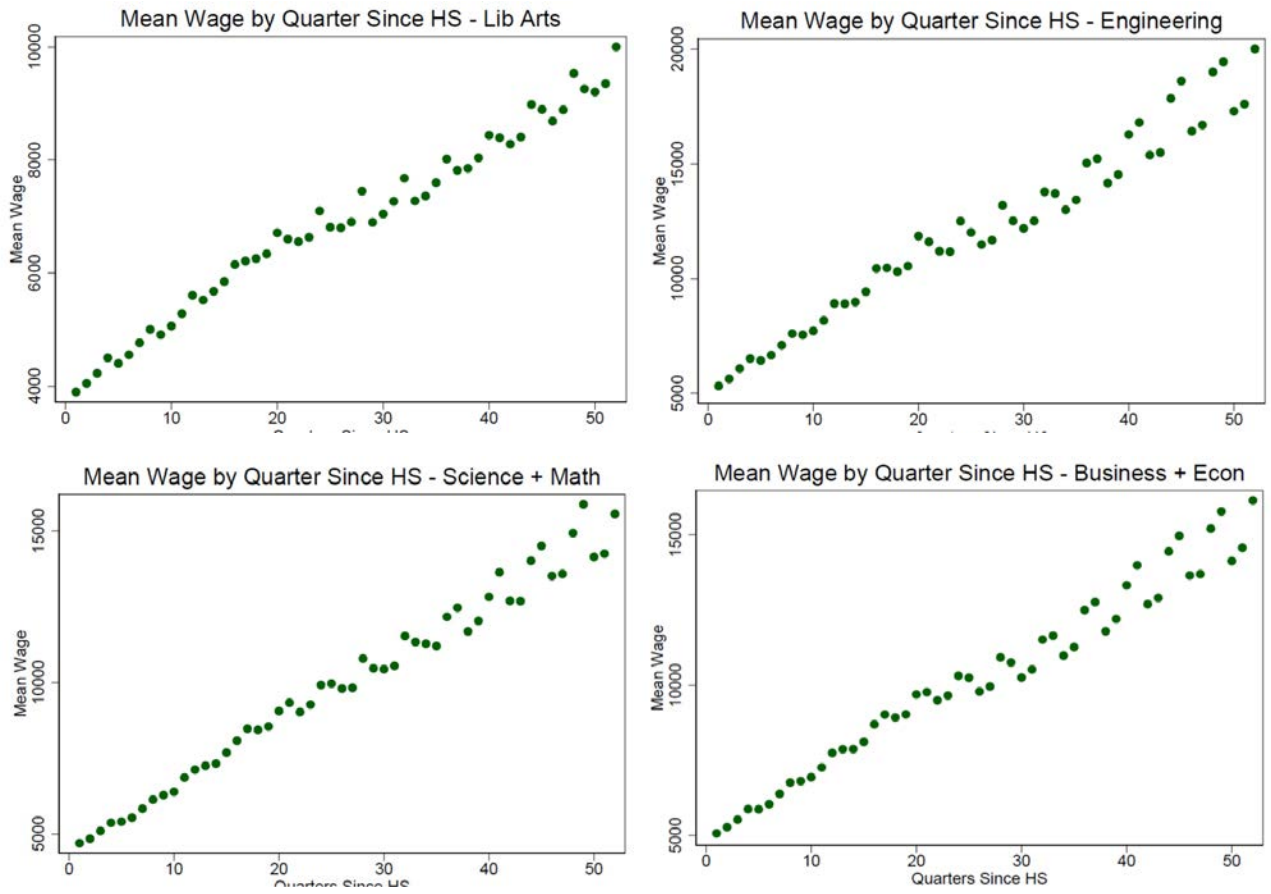 Mean Wage by Quarter Since HS - Lib Arts
Mean Wage
10000
8000
6000
4000
0 10 20 30 40 50
Mean Wage by Quarter Since HS - Engineering
Mean Wage
20000
15000
10000
5000
0 10 20 30 40 50
Mean Wage by Quarter Since HS - Science + Math
Mean Wage
15000
10000
5000
0 10 20 30 40 50
Quarters Since HS
Mean Wage by Quarter Since HS - Business + Econ
Mean Wage
15000
10000
5000
0 10 20 30 40 50
Quarters Since HS